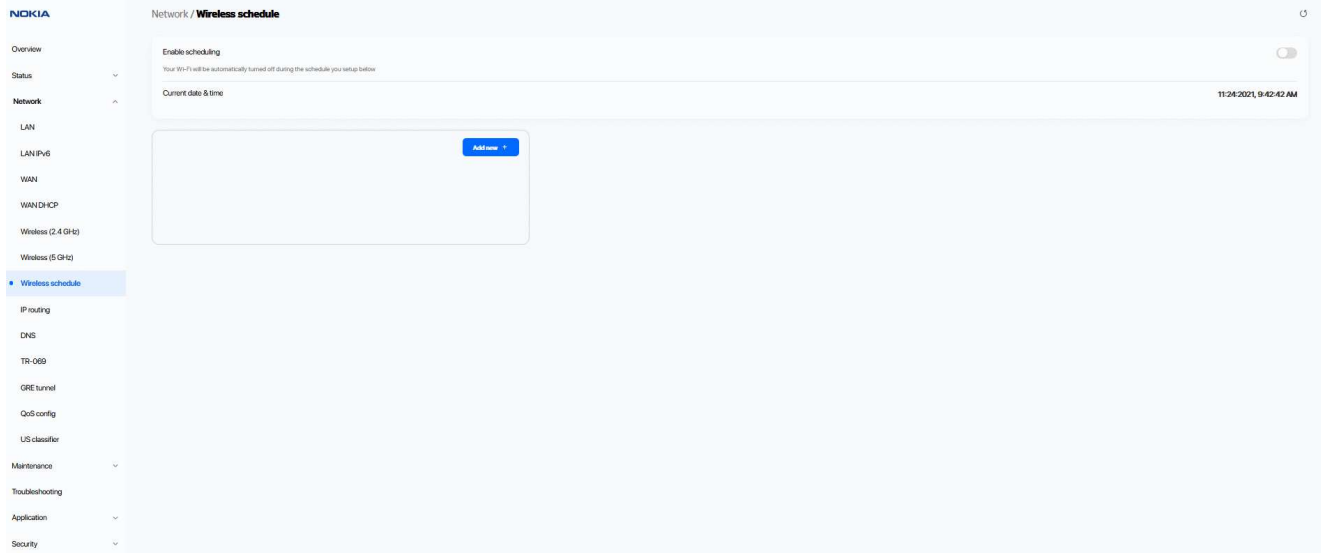 NOKIA
Network / Wireless schedule
Overview
Status
Network
LAN
LAN IPv6
WAN
WAN DHCP
Wireless (2.4 GHz)
Wireless (5 GHz)
Wireless schedule
IP routing
DNS
TR-069
GRE tunnel
QoS config
US classifier
Maintenance
Troubleshooting
Application
Security
Enable scheduling
Your Wi-Fi will be automatically turned off during the schedule you setup below
Current date & time
11:24:2021, 9:42:42 AM
Add new +